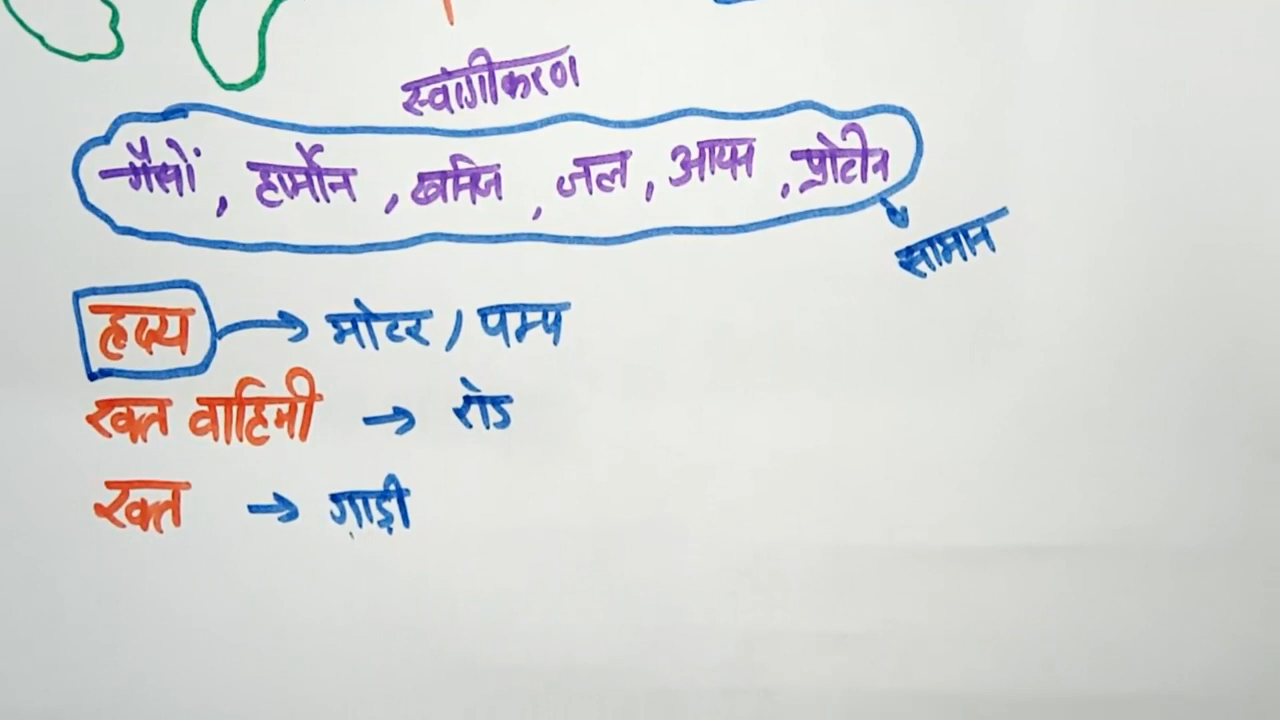 स्वांगीकरण
गैसों, हार्मोन, खनिज, जल, आयन, प्रोटीन
सामान
हृदय → मोटर / पम्प
रक्त वाहिनी → रोड
रक्त → गाड़ी